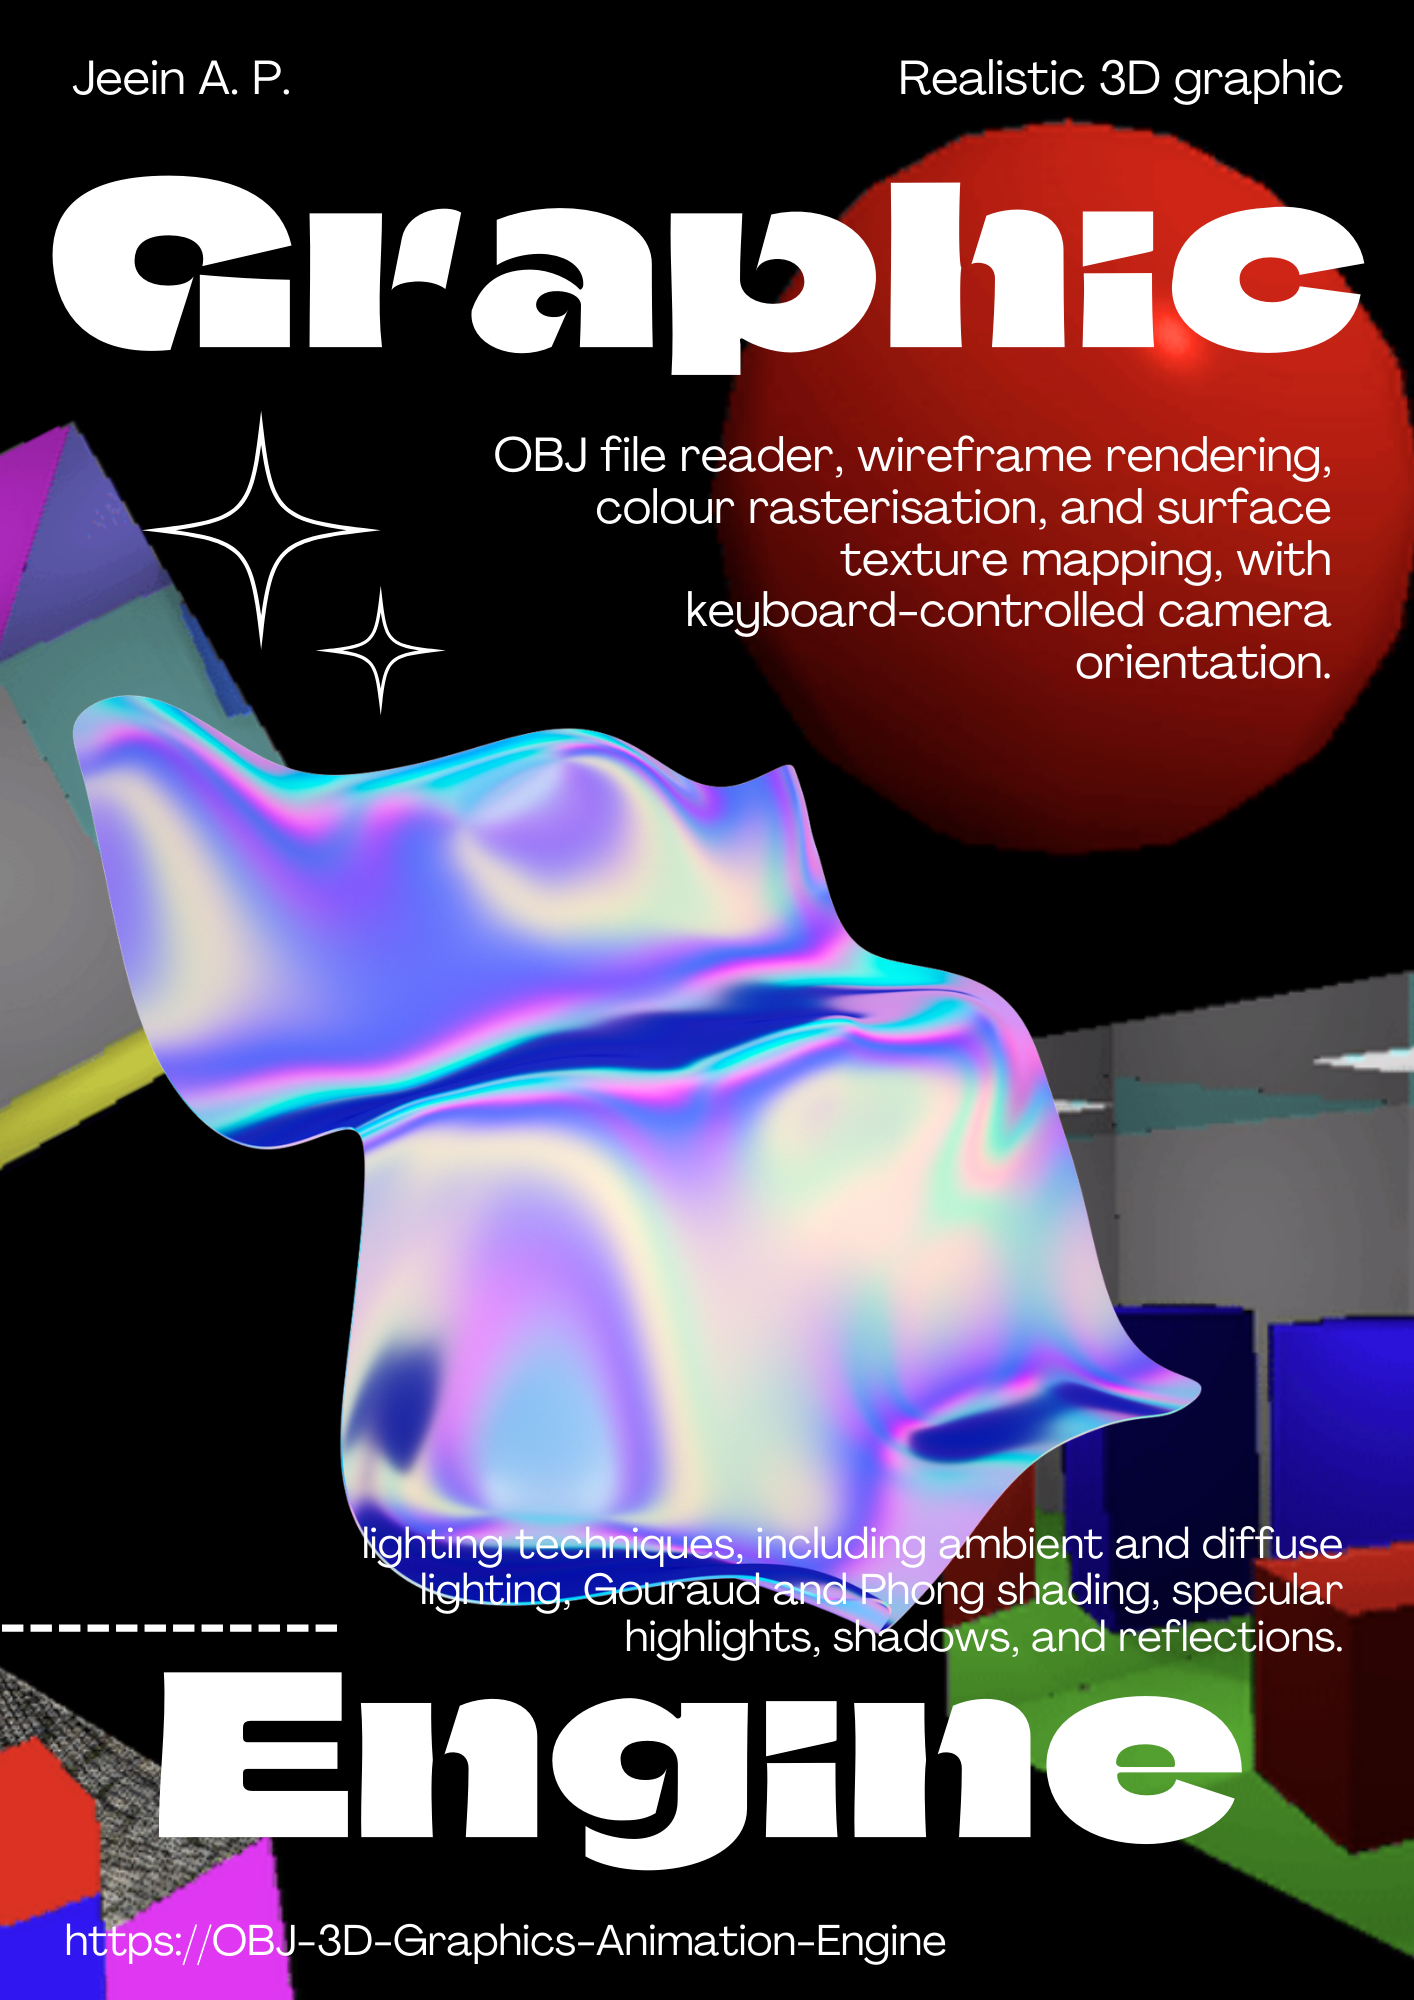 Jeein A. P.
Realistic 3D graphic
Graphic
OBJ file reader, wireframe rendering,
colour rasterisation, and surface
texture mapping, with
keyboard-controlled camera
orientation.
lighting techniques, including ambient and diffuse
lighting, Gouraud and Phong shading, specular
highlights, shadows, and reflections.
Engine
https://OBJ-3D-Graphics-Animation-Engine